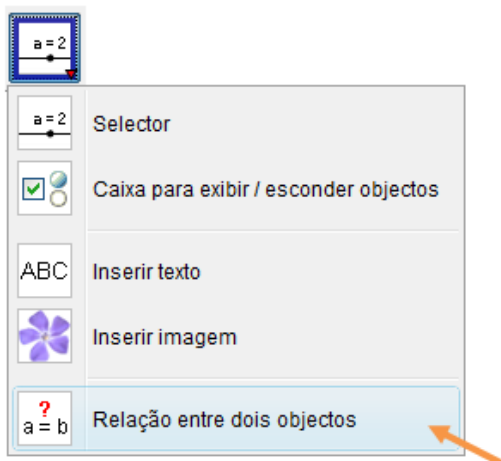 a = 2
a = 2
Selector
Caixa para exibir / esconder objectos
ABC
Inserir texto
Inserir imagem
?
a = b
Relação entre dois objectos